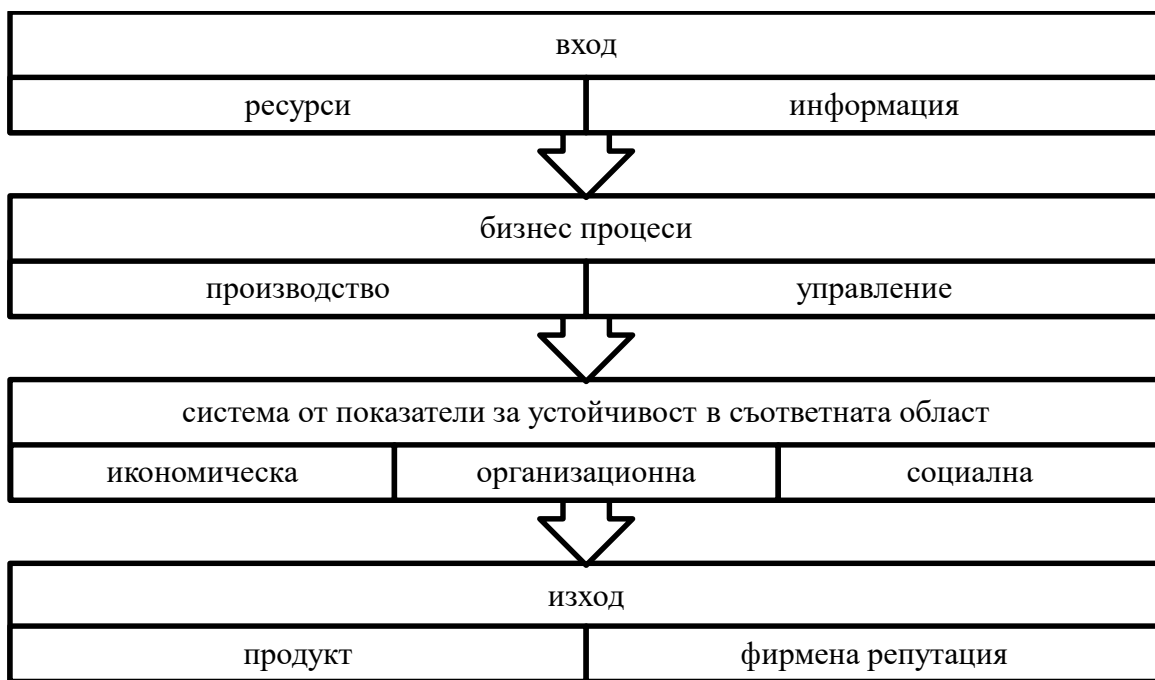 вход
ресурси информация
бизнес процеси
производство управление
система от показатели за устойчивост в съответната област
икономическа организационна социална
изход
продукт фирмена репутация